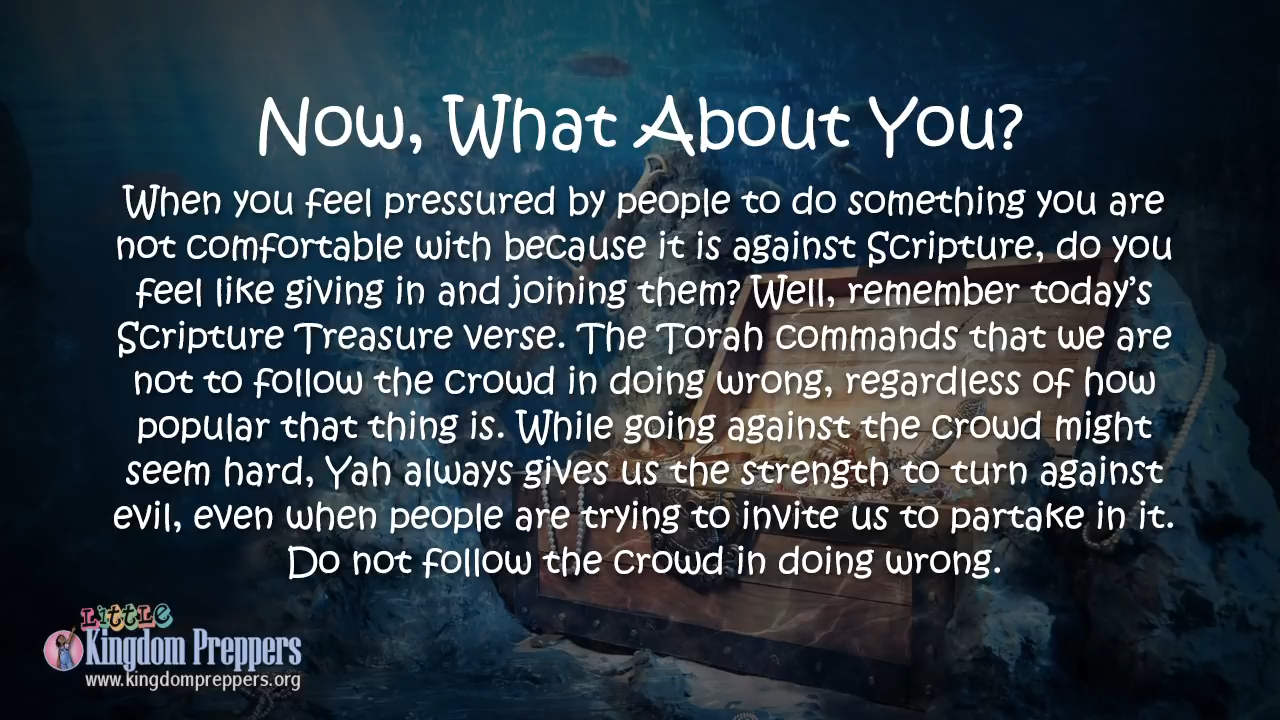 Now, What About You?
When you feel pressured by people to do something you are
not comfortable with because it is against Scripture, do you
feel like giving in and joining them? Well, remember today's
Scripture Treasure verse. The Torah commands that we are
not to follow the crowd in doing wrong, regardless of how
popular that thing is. While going against the crowd might
seem hard, Yah always gives us the strength to turn against
evil, even when people are trying to invite us to partake in it.
Do not follow the crowd in doing wrong.
Little
Kingdom Preppers
www.kingdompreppers.org